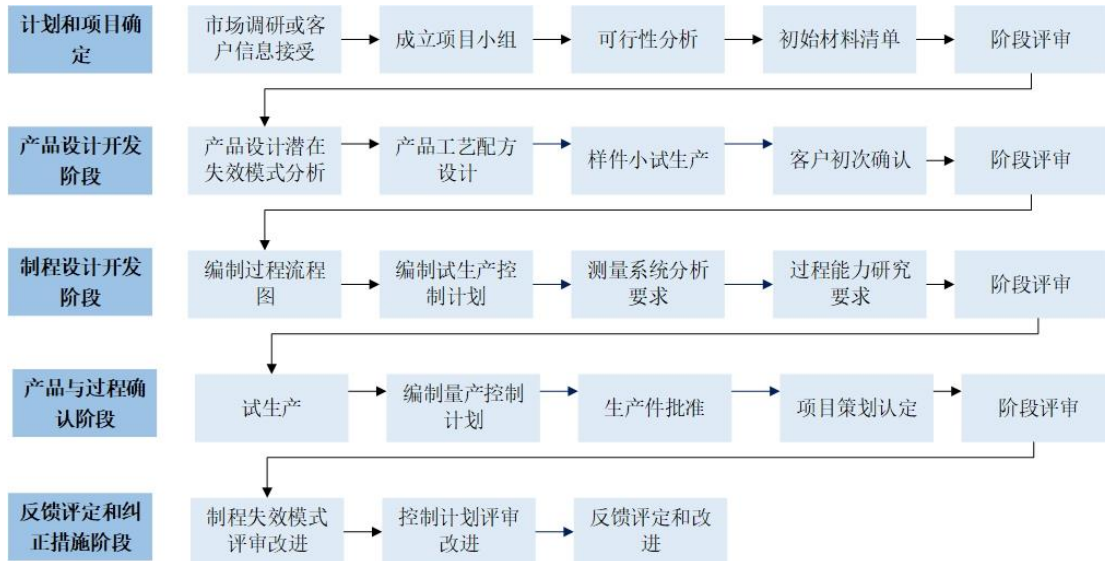 计划和项目确
定
市场调研或客
户信息接受
成立项目小组
可行性分析
初始材料清单
阶段评审
产品设计开发
阶段
产品设计潜在
失效模式分析
产品工艺配方
设计
样件小试生产
客户初次确认
阶段评审
制程设计开发
阶段
编制过程流程
图
编制试生产控
制计划
测量系统分析
要求
过程能力研究
要求
阶段评审
产品与过程确
认阶段
试生产
编制量产控制
计划
生产件批准
项目策划认定
阶段评审
反馈评定和纠
正措施阶段
制程失效模式
评审改进
控制计划评审
改进
反馈评定和改
进